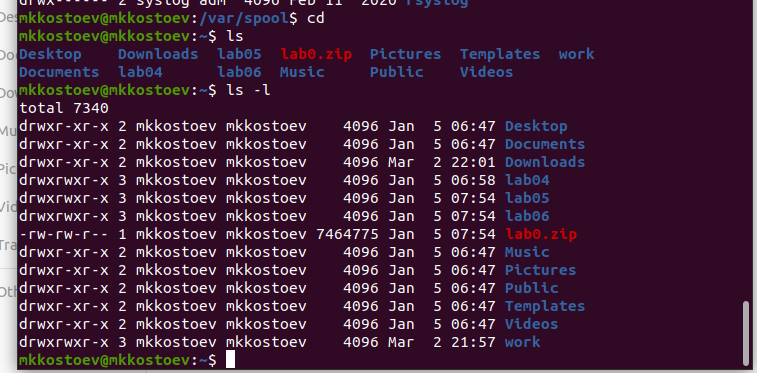 drwx------ 2 syslog adm 4096 Feb 11 2020 rsyslog
mkkostoev@mkkostoev:/var/spool$ cd
mkkostoev@mkkostoev:~$ ls
Desktop Downloads lab05 lab0.zip Pictures Templates work
Documents lab04 lab06 Music Public Videos
mkkostoev@mkkostoev:~$ ls -l
total 7340
drwxr-xr-x 2 mkkostoev mkkostoev 4096 Jan 5 06:47 Desktop
drwxr-xr-x 2 mkkostoev mkkostoev 4096 Jan 5 06:47 Documents
drwxr-xr-x 2 mkkostoev mkkostoev 4096 Mar 2 22:01 Downloads
drwxrwxr-x 3 mkkostoev mkkostoev 4096 Jan 5 06:58 lab04
drwxrwxr-x 3 mkkostoev mkkostoev 4096 Jan 5 07:54 lab05
drwxrwxr-x 3 mkkostoev mkkostoev 4096 Jan 5 07:54 lab06
-rw-rw-r-- 1 mkkostoev mkkostoev 7464775 Jan 5 07:54 lab0.zip
drwxr-xr-x 2 mkkostoev mkkostoev 4096 Jan 5 06:47 Music
drwxr-xr-x 2 mkkostoev mkkostoev 4096 Jan 5 06:47 Pictures
drwxr-xr-x 2 mkkostoev mkkostoev 4096 Jan 5 06:47 Public
drwxr-xr-x 2 mkkostoev mkkostoev 4096 Jan 5 06:47 Templates
drwxr-xr-x 2 mkkostoev mkkostoev 4096 Jan 5 06:47 Videos
drwxrwxr-x 3 mkkostoev mkkostoev 4096 Mar 2 21:57 work
mkkostoev@mkkostoev:~$